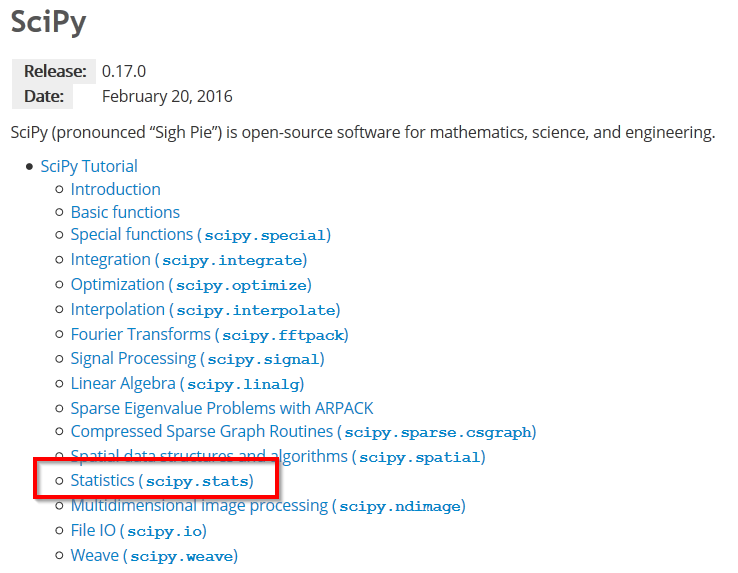 SciPy
Release: 0.17.0
Date: February 20, 2016
SciPy (pronounced “Sigh Pie”) is open-source software for mathematics, science, and engineering.
SciPy Tutorial
Introduction
Basic functions
Special functions (scipy.special)
Integration (scipy.integrate)
Optimization (scipy.optimize)
Interpolation (scipy.interpolate)
Fourier Transforms (scipy.fftpack)
Signal Processing (scipy.signal)
Linear Algebra (scipy.linalg)
Sparse Eigenvalue Problems with ARPACK
Compressed Sparse Graph Routines (scipy.sparse.csgraph)
Spatial data structures and algorithms (scipy.spatial)
Statistics (scipy.stats)
Multidimensional image processing (scipy.ndimage)
File IO (scipy.io)
Weave (scipy.weave)